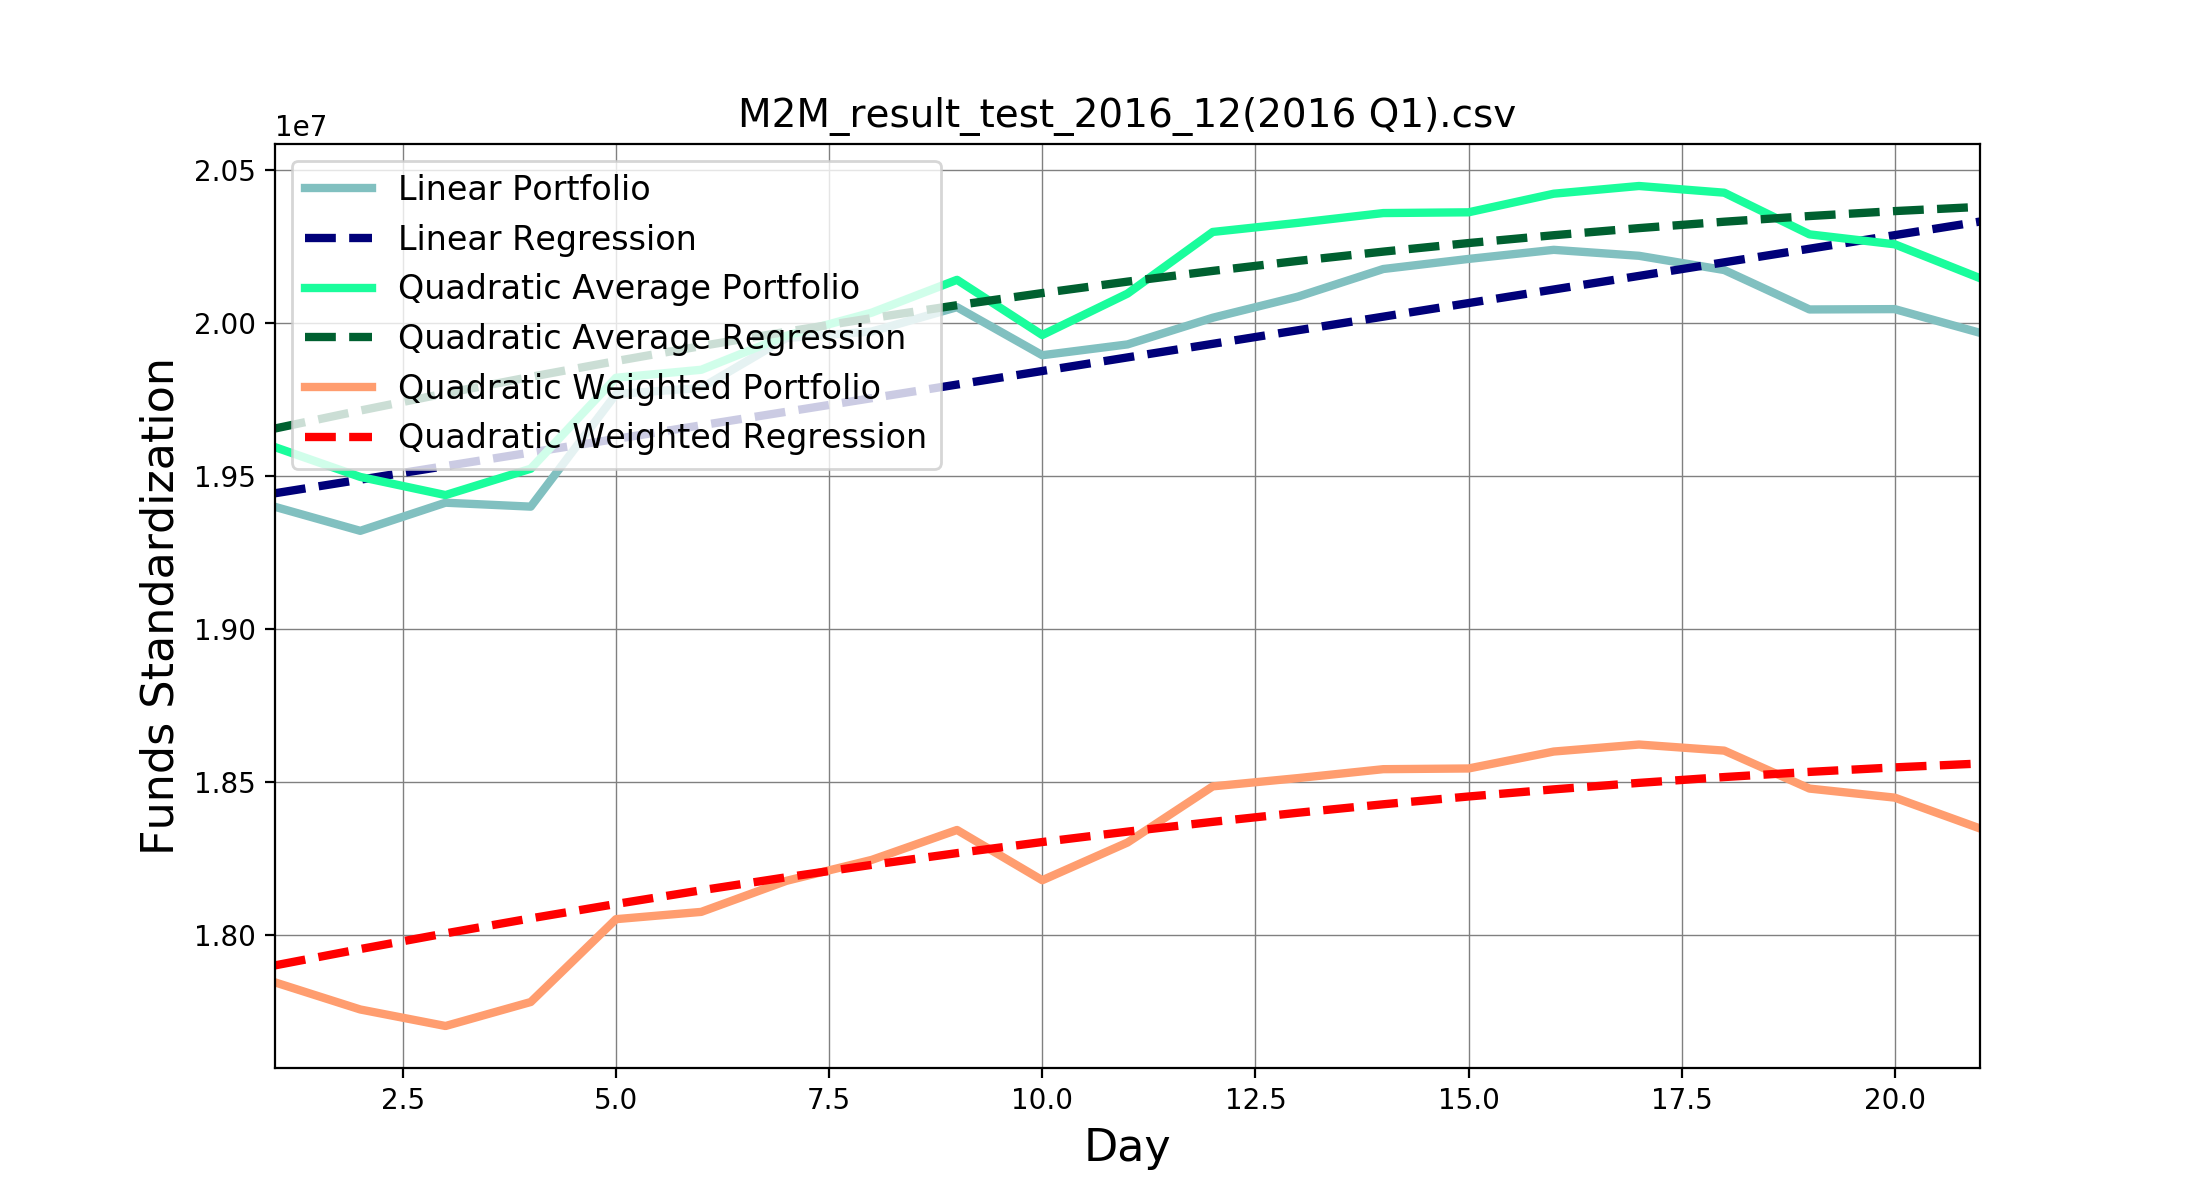 M2M_result_test_2016_12(2016 Q1).csv
1e7
2.05
2.00
1.95
1.90
1.85
1.80
Funds Standardization
Linear Portfolio
Linear Regression
Quadratic Average Portfolio
Quadratic Average Regression
Quadratic Weighted Portfolio
Quadratic Weighted Regression
2.5 5.0 7.5 10.0 12.5 15.0 17.5 20.0
Day